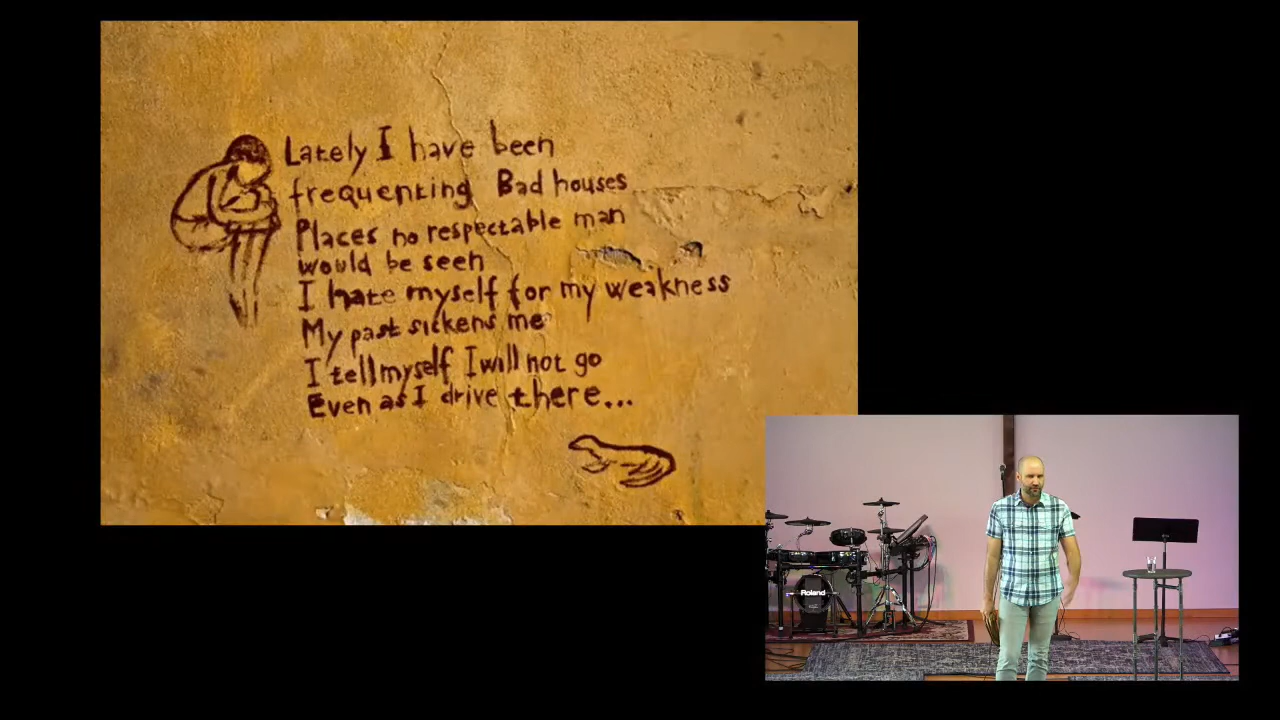 Lately I have been
frequenting Bad houses
Places no respectable man
would be seen
I hate myself for my weakness
My past sickens me
I tell myself I will not go
Even as I drive there...
Roland